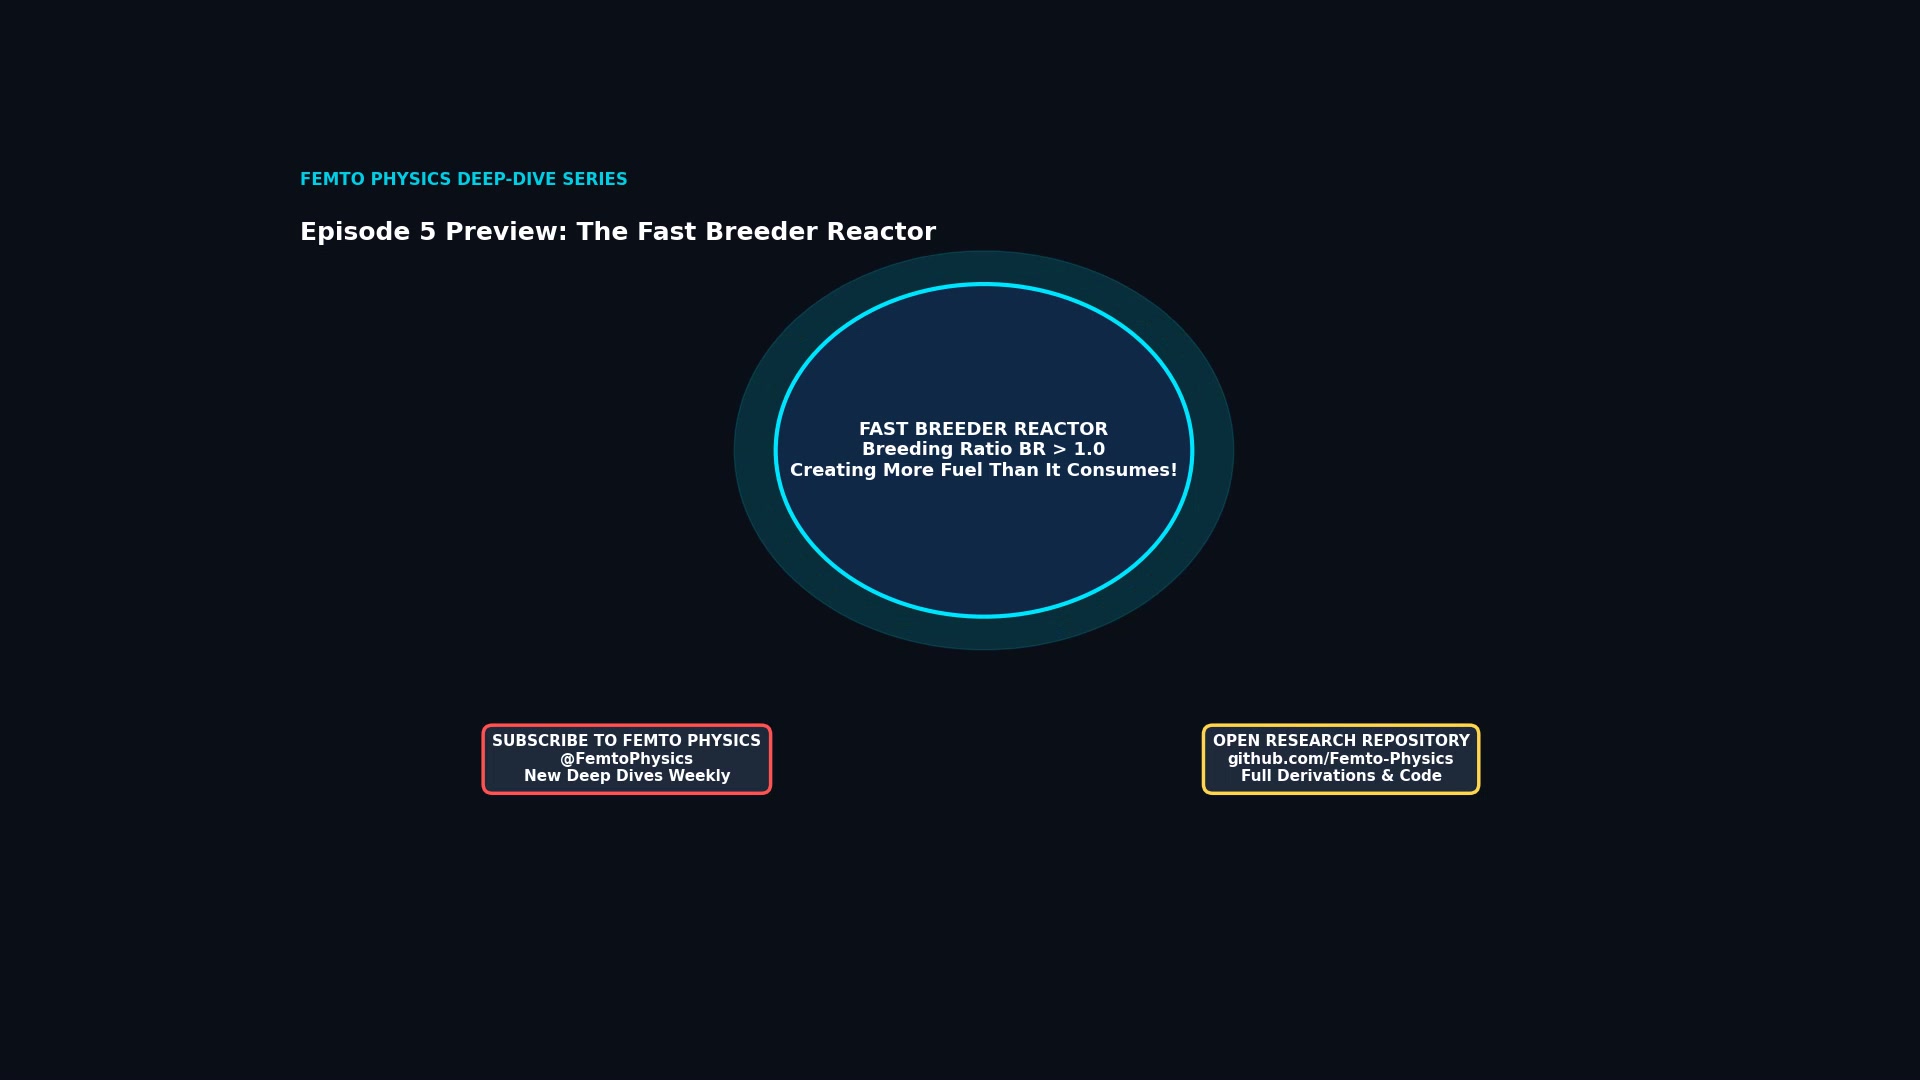 FEMTO PHYSICS DEEP-DIVE SERIES
Episode 5 Preview: The Fast Breeder Reactor
FAST BREEDER REACTOR
Breeding Ratio BR > 1.0
Creating More Fuel Than It Consumes!
SUBSCRIBE TO FEMTO PHYSICS
@FemtoPhysics
New Deep Dives Weekly
OPEN RESEARCH REPOSITORY
github.com/Femto-Physics
Full Derivations & Code